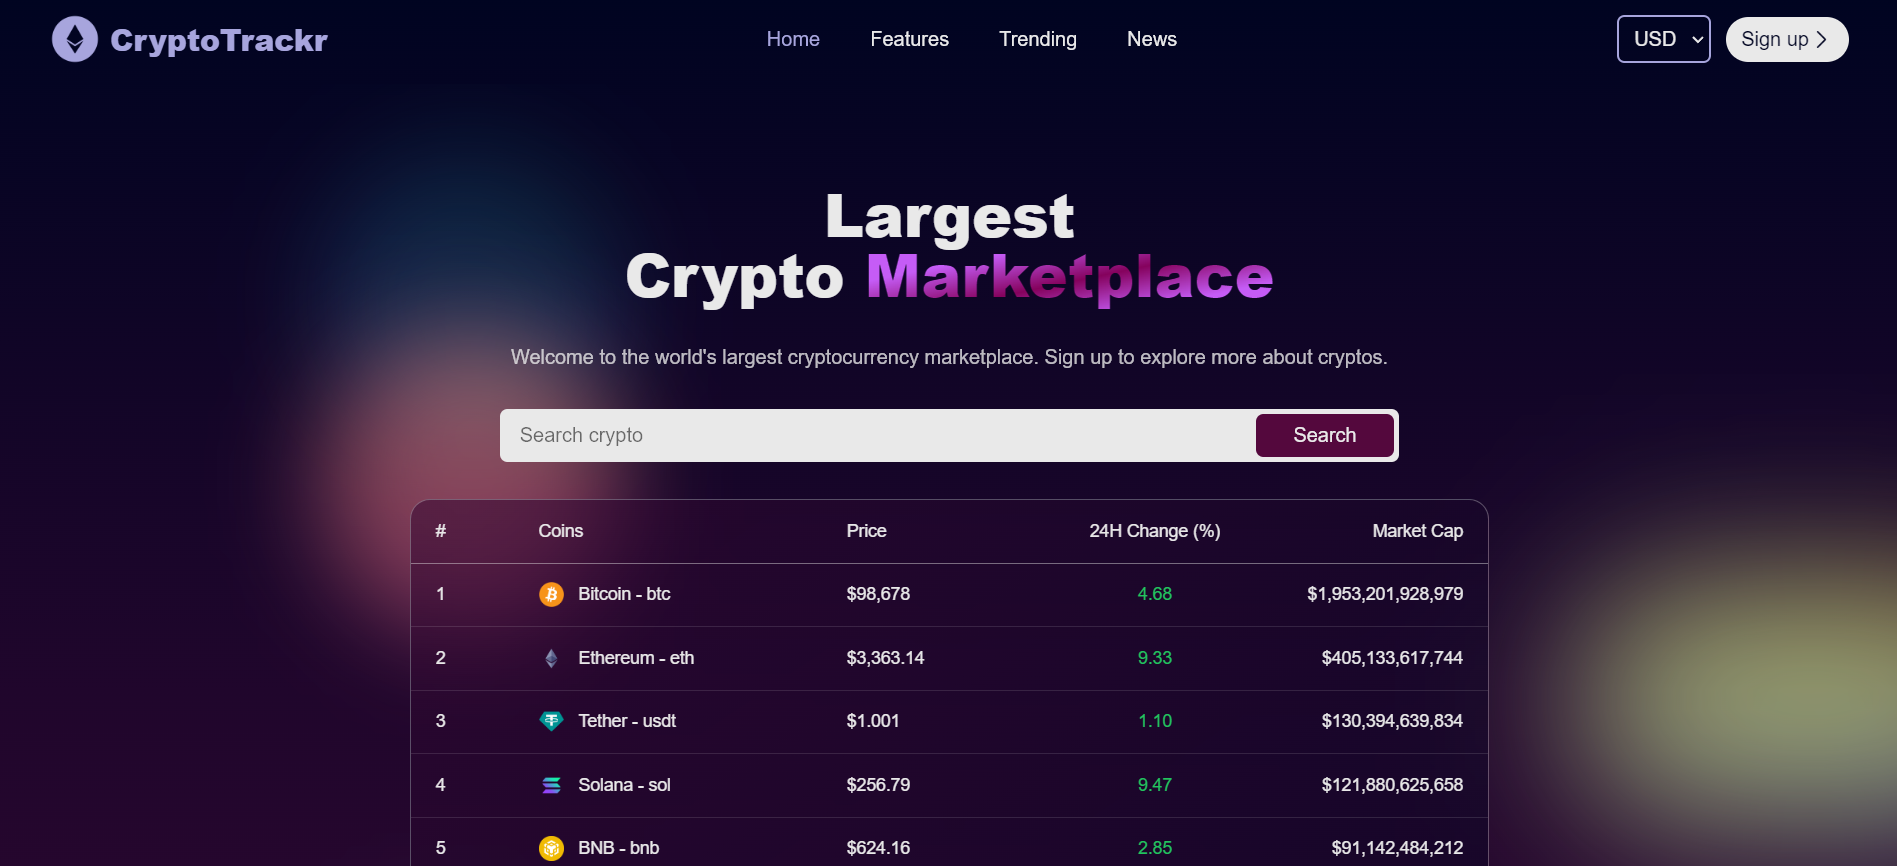 CryptoTrackr
Home Features Trending News
USD
Sign up
Largest
Crypto Marketplace
Welcome to the world's largest cryptocurrency marketplace. Sign up to explore more about cryptos.
Search crypto
Search
# Coins Price 24H Change (%) Market Cap
1 Bitcoin - btc $98,678 4.68 $1,953,201,928,979
2 Ethereum - eth $3,363.14 9.33 $405,133,617,744
3 Tether - usdt $1.001 1.10 $130,394,639,834
4 Solana - sol $256.79 9.47 $121,880,625,658
5 BNB - bnb $624.16 2.85 $91,142,484,212